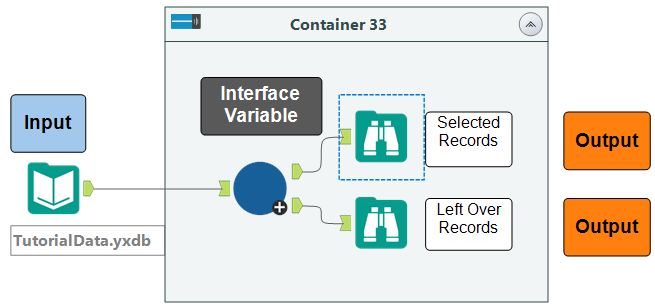 Container 33
Interface
Variable
Input
Selected
Records
Output
TutorialData.yxdb
Left Over
Records
Output